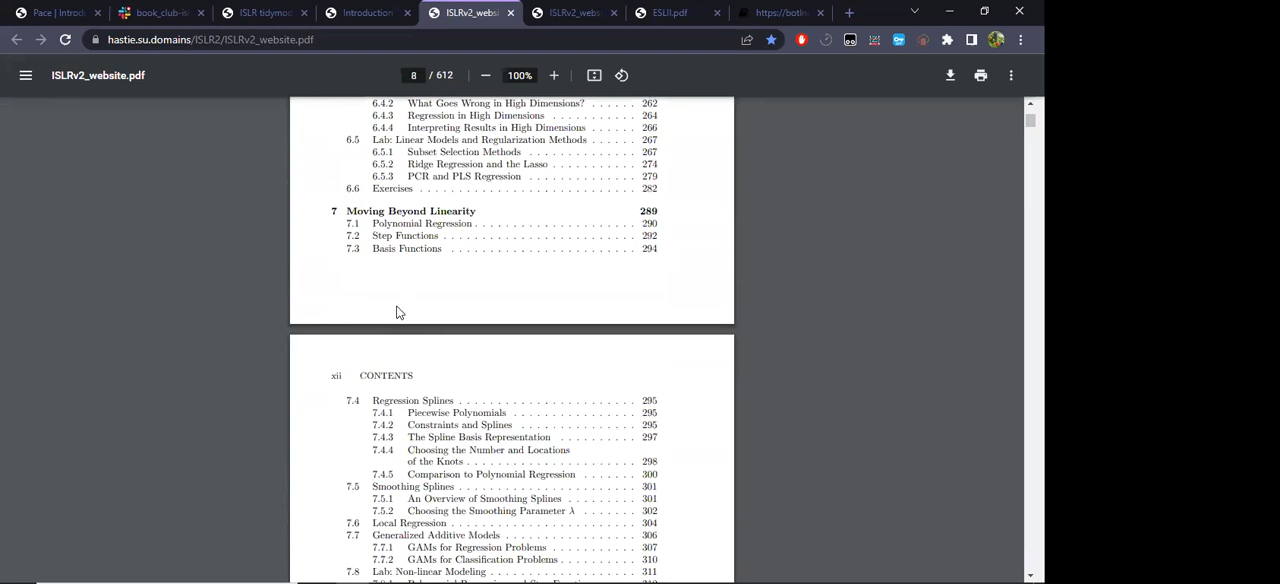 Pace | Introdu
book_club-isl
ISLR tidymod
Introduction
ISLRv2_websi
ISLRv2_webs
ESLII.pdf
https://botlnu
hastie.su.domains/ISLR2/ISLRv2_website.pdf
ISLRv2_website.pdf
8 / 612
100%
6.4.2 What Goes Wrong in High Dimensions? . . . . . . 262
6.4.3 Regression in High Dimensions . . . . . . . . . . . . 264
6.4.4 Interpreting Results in High Dimensions . . . . . . 266
6.5 Lab: Linear Models and Regularization Methods . . . . . . 267
6.5.1 Subset Selection Methods . . . . . . . . . . . . 267
6.5.2 Ridge Regression and the Lasso . . . . . . . . . . 274
6.5.3 PCR and PLS Regression . . . . . . . . . . . . 279
6.6 Exercises . . . . . . . . . . . . . . . . . . . . . . . . 282
7 Moving Beyond Linearity 289
7.1 Polynomial Regression . . . . . . . . . . . . . . . . . . 290
7.2 Step Functions . . . . . . . . . . . . . . . . . . . . . . 292
7.3 Basis Functions . . . . . . . . . . . . . . . . . . . . . 294
xii CONTENTS
7.4 Regression Splines . . . . . . . . . . . . . . . . . . . . 295
7.4.1 Piecewise Polynomials . . . . . . . . . . . . . . 295
7.4.2 Constraints and Splines . . . . . . . . . . . . . . 295
7.4.3 The Spline Basis Representation . . . . . . . . . 297
7.4.4 Choosing the Number and Locations
of the Knots . . . . . . . . . . . . . . . . . . . 298
7.4.5 Comparison to Polynomial Regression . . . . . . . 300
7.5 Smoothing Splines . . . . . . . . . . . . . . . . . . . . 301
7.5.1 An Overview of Smoothing Splines . . . . . . . . . 301
7.5.2 Choosing the Smoothing Parameter λ . . . . . . . 302
7.6 Local Regression . . . . . . . . . . . . . . . . . . . . . 304
7.7 Generalized Additive Models . . . . . . . . . . . . . . . 306
7.7.1 GAMs for Regression Problems . . . . . . . . . . 307
7.7.2 GAMs for Classification Problems . . . . . . . . . 310
7.8 Lab: Non-linear Modeling . . . . . . . . . . . . . . . . 311